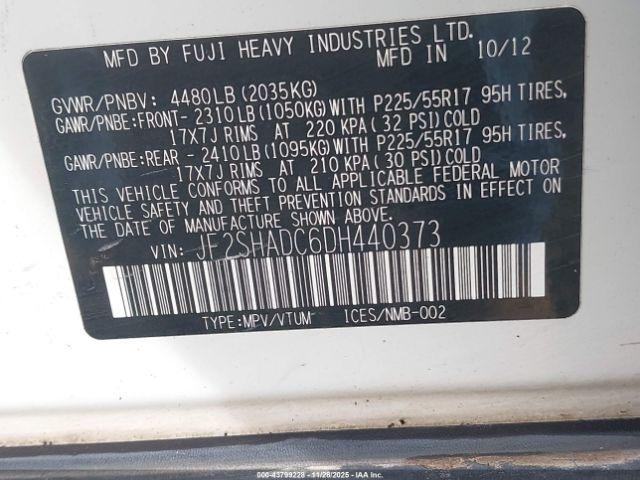 MFD BY FUJI HEAVY INDUSTRIES LTD.
MFD. IN 10/12
GVWR/PNBV: 4480LB(2035KG)
GAWR/PNBE:FRONT- 2310LB(1050KG)WITH P225/55R17 95H TIRES,
17X7J RIMS AT 220 KPA(32 PSI)COLD
GAWR/PNBE:REAR - 2410LB(1095KG)WITH P225/55R17 95H TIRES,
17X7J RIMS AT 210 KPA(30 PSI)COLD
THIS VEHICLE CONFORMS TO ALL APPLICABLE FEDERAL MOTOR
VEHICLE SAFETY AND THEFT PREVENTION STANDARDS IN EFFECT ON
THE DATE OF MANUFACTURE SHOWN ABOVE.
VIN: JF2SHADC6DH440373
TYPE:MPV/VTUM ICES/NMB-002
000-43799228 - 11/28/2025 - IAA Inc.